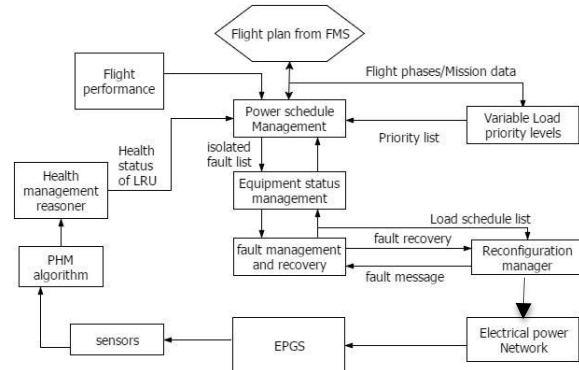 Flight plan from FMS
Flight
performance
Flight phases/Mission data
Power schedule
Management
Variable Load
priority levels
Priority list
Health
status
of LRU
isolated
fault list
Health
management
reasoner
Equipment status
management
Load schedule list
fault management
and recovery
fault recovery
Reconfiguration
manager
fault message
PHM
algorithm
sensors
EPGS
Electrical power
Network